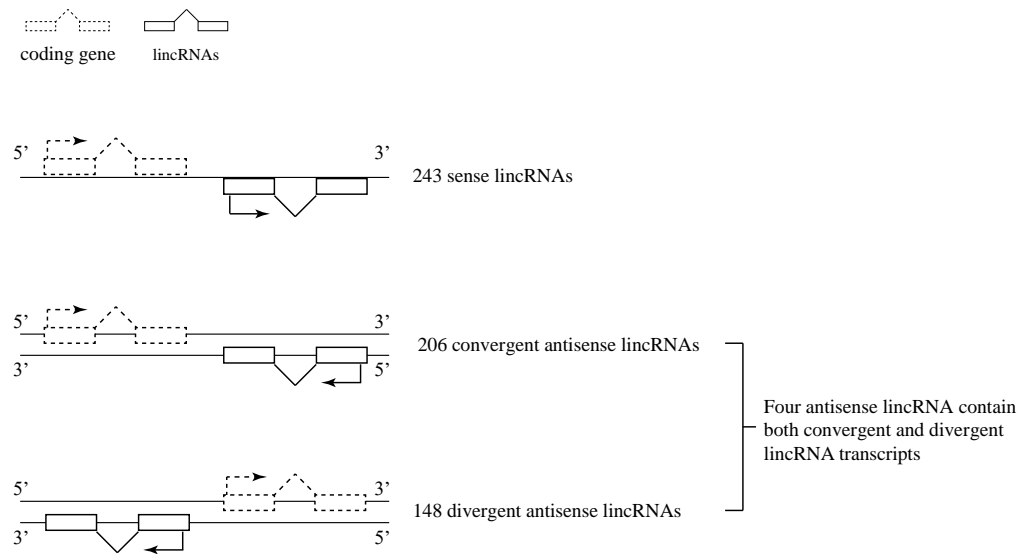 coding gene lincRNAs
5’ 3’
243 sense lincRNAs
5’ 3’
206 convergent antisense lincRNAs
3’ 5’
Four antisense lincRNA contain
both convergent and divergent
lincRNA transcripts
5’ 3’
148 divergent antisense lincRNAs
3’ 5’